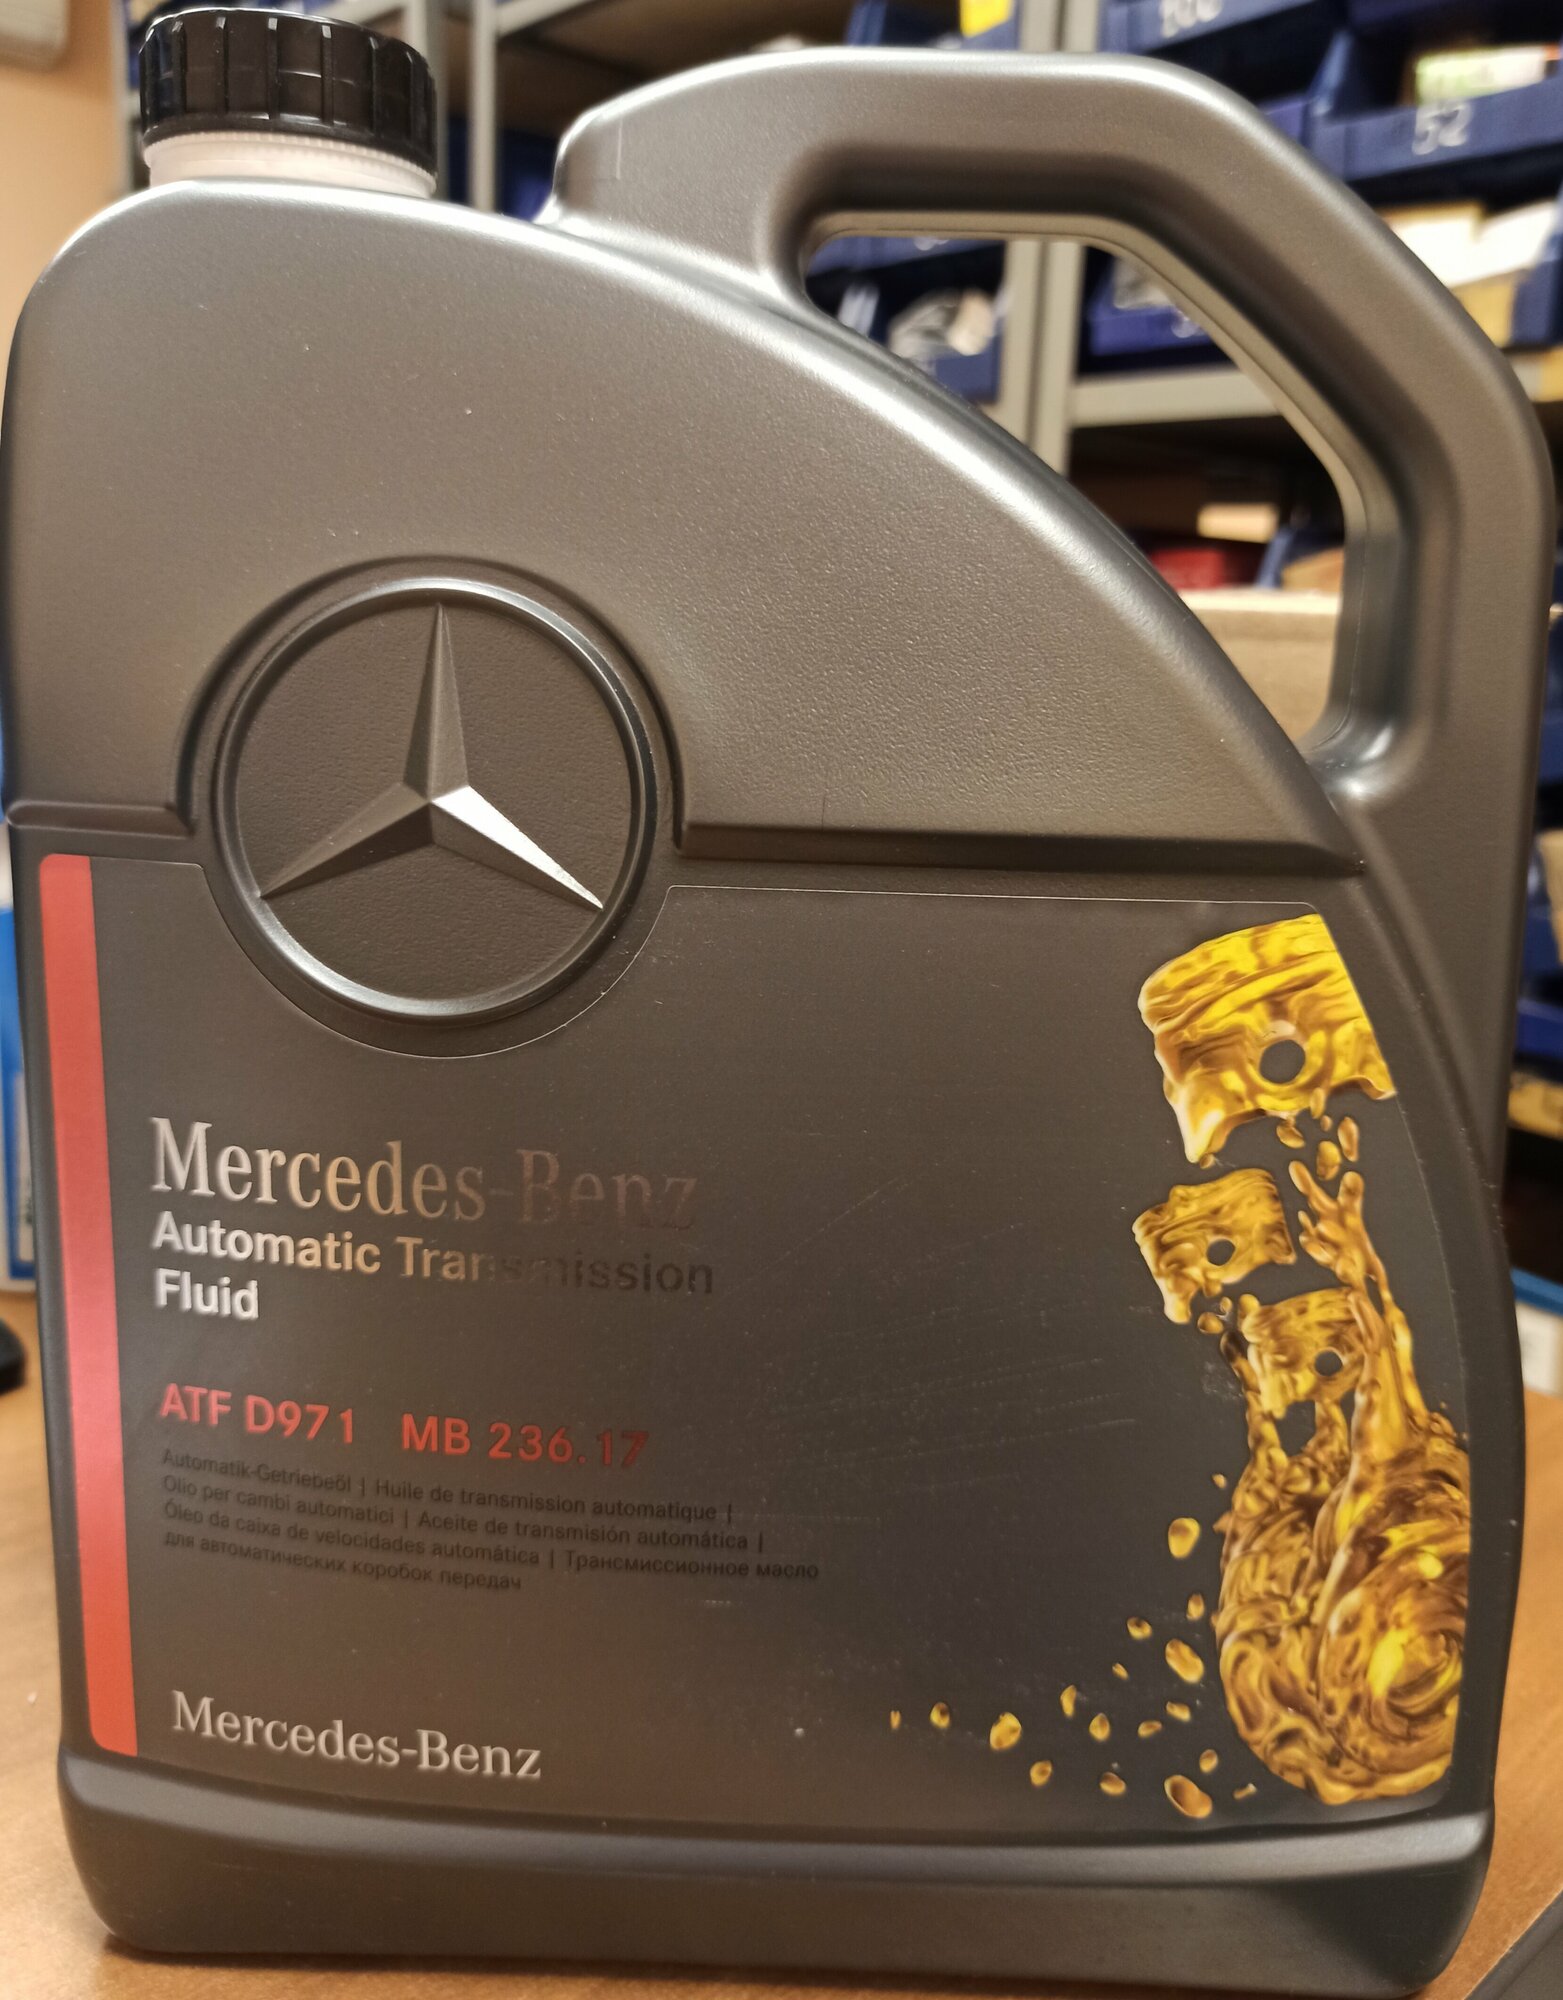 52
Mercedes-Benz
Automatic Transmission
Fluid
ATF D971 MB 236.17
Automatik-Getriebeöl | Huile de transmission automatique |
Olio per cambi automatici | Aceite de transmisión automática |
Óleo da caixa de velocidades automática | Трансмиссионное масло
для автоматических коробок передач
Mercedes-Benz